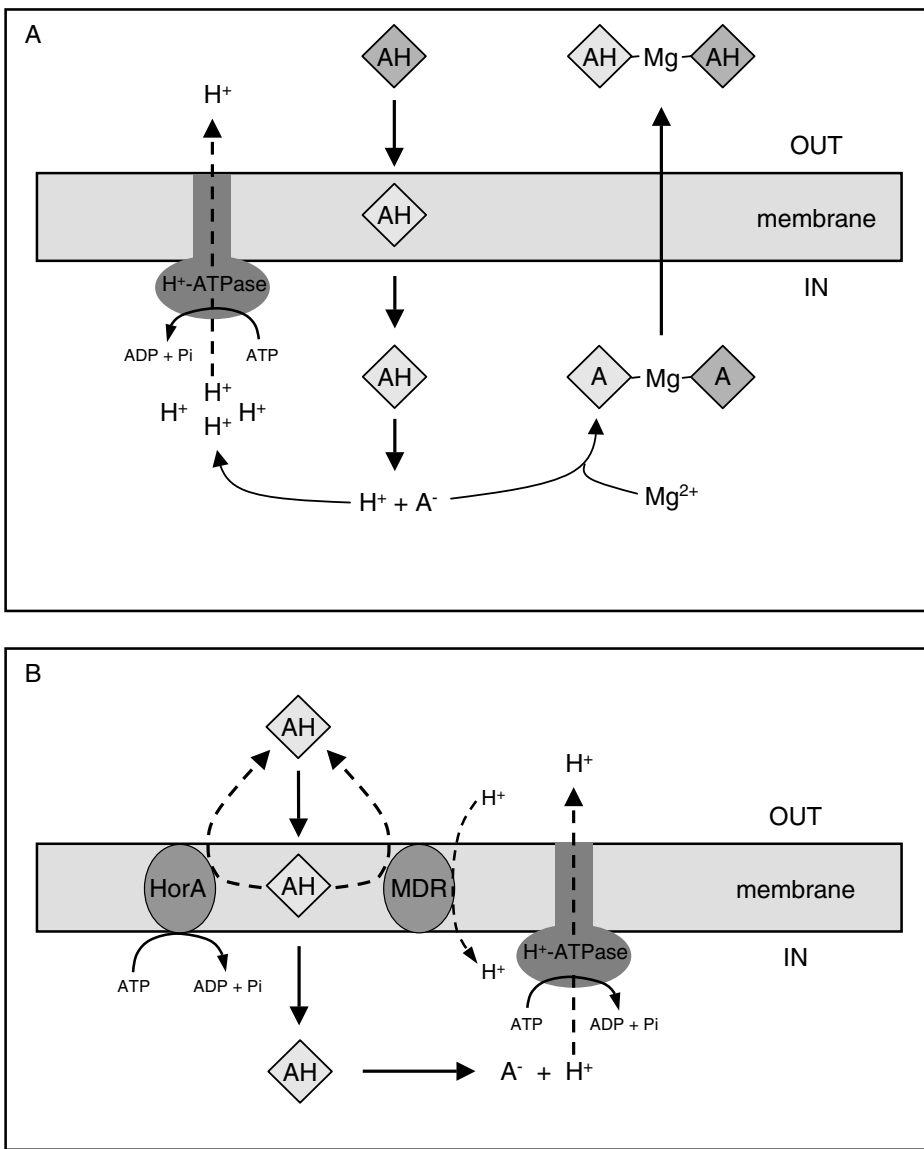 A
AH
AH–Mg–AH
H⁺
OUT
AH
membrane
H⁺-ATPase
IN
ADP + Pi
ATP
AH
A–Mg–A
H⁺
H⁺
H⁺
H⁺
H⁺ + A⁻
Mg²⁺
B
AH
H⁺
H⁺
OUT
HorA
AH
MDR
membrane
H⁺-ATPase
IN
H⁺
ATP
ADP + Pi
ATP
ADP + Pi
AH
A⁻ + H⁺